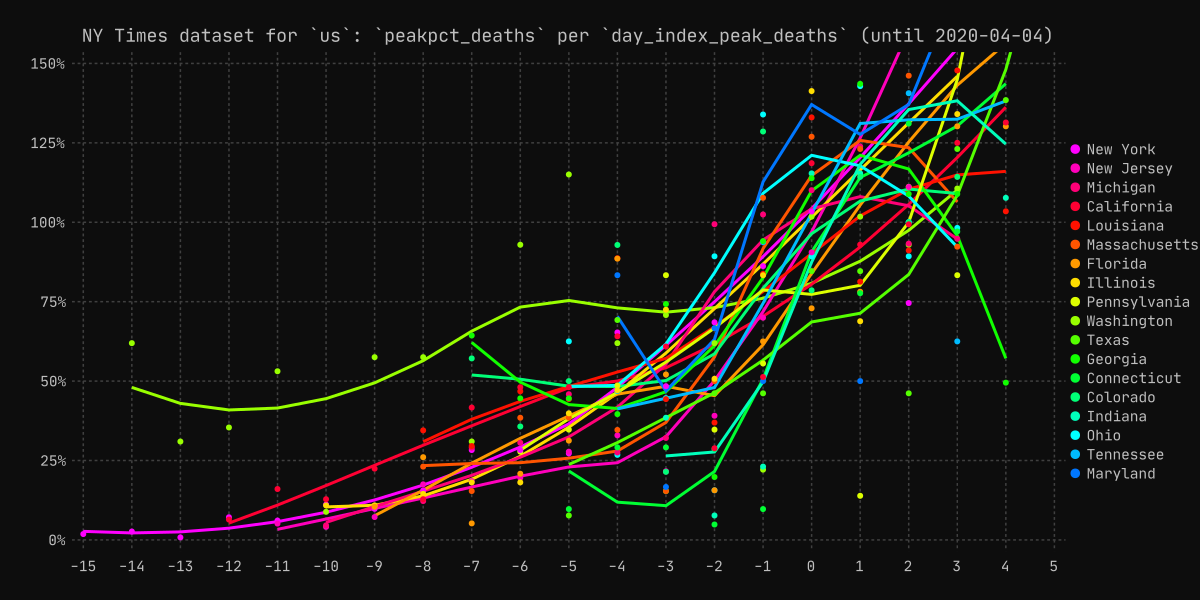 NY Times dataset for `us`: `peakpct_deaths` per `day_index_peak_deaths` (until 2020-04-04)
150%
125%
100%
75%
50%
25%
0%
-15 -14 -13 -12 -11 -10 -9 -8 -7 -6 -5 -4 -3 -2 -1 0 1 2 3 4 5
New York
New Jersey
Michigan
California
Louisiana
Massachusetts
Florida
Illinois
Pennsylvania
Washington
Texas
Georgia
Connecticut
Colorado
Indiana
Ohio
Tennessee
Maryland